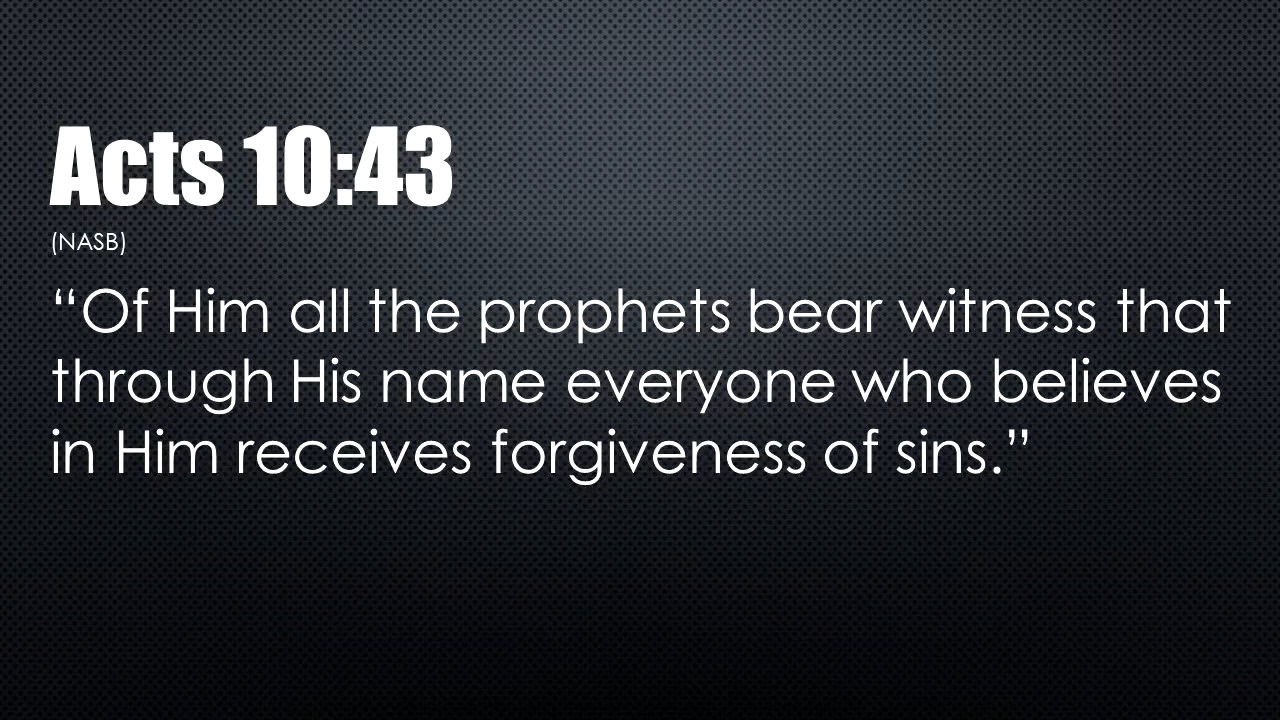 Acts 10:43
(NASB)
“Of Him all the prophets bear witness that
through His name everyone who believes
in Him receives forgiveness of sins.”